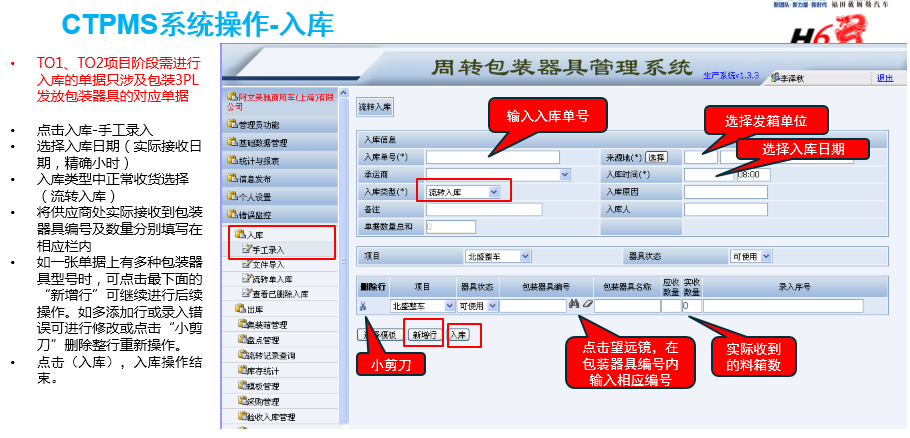 CTPMS系统操作-入库
新团队·新力量·新时代 福田戴姆勒汽车
H6
• TO1、TO2项目阶段需进行
入库的单据只涉及包装3PL
发放包装器具的对应单据
• 点击入库-手工录入
• 选择入库日期（实际接收日
期，精确小时）
• 入库类型中正常收货选择
（流转入库）
• 将供应商处实际接收到包装
器具编号及数量分别填写在
相应栏内
• 如一张单据上有多种包装器
具型号时，可点击最下面的
“新增行”可继续进行后续
操作。如多添加行或录入错
误可进行修改或点击“小剪
刀”删除整行重新操作。
• 点击（入库），入库操作结
束。
周转包装器具管理系统
生产系统v1.3.3
李泽秋
退出
阿文美驰商用车(上海)有限
公司
管理员功能
基础数据管理
统计与报表
信息发布
个人设置
错误监控
入库
手工录入
文件导入
流转单入库
查看已删除入库
出库
集装箱管理
盘点管理
流转记录查询
库存统计
模板管理
采购管理
验收入库管理
流转入库
输入入库单号
选择发箱单位
选择入库日期
入库信息
入库单号(*)
来源地(*) 选择
承运商
入库时间(*) 08:00
入库类型(*) 流转入库
入库原因
备注
入库人
单据数量总和 0
项目 北盛整车 器具状态 可使用
删除行 项目 器具状态 包装器具编号 包装器具名称 应收数量 实收数量 录入序号
北盛整车 可使用 0
模板 新增行 入库
小剪刀
点击望远镜，在
包装器具编号内
输入相应编号
实际收到
的料箱数